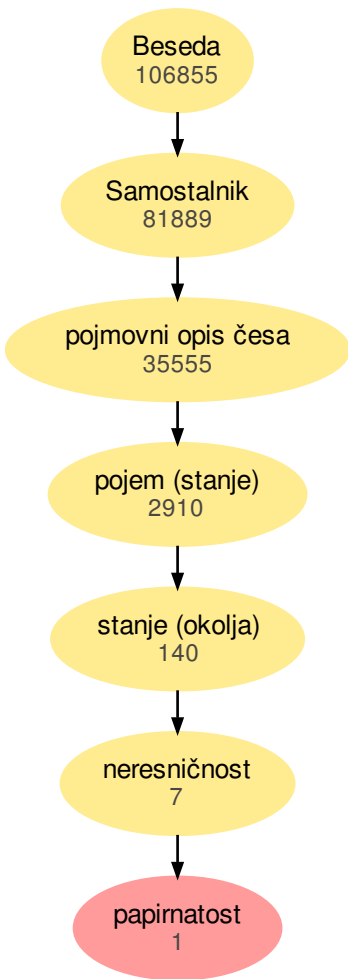 Beseda
106855
Samostalnik
81889
pojmovni opis česa
35555
pojem (stanje)
2910
stanje (okolja)
140
neresničnost
7
papirnatost
1